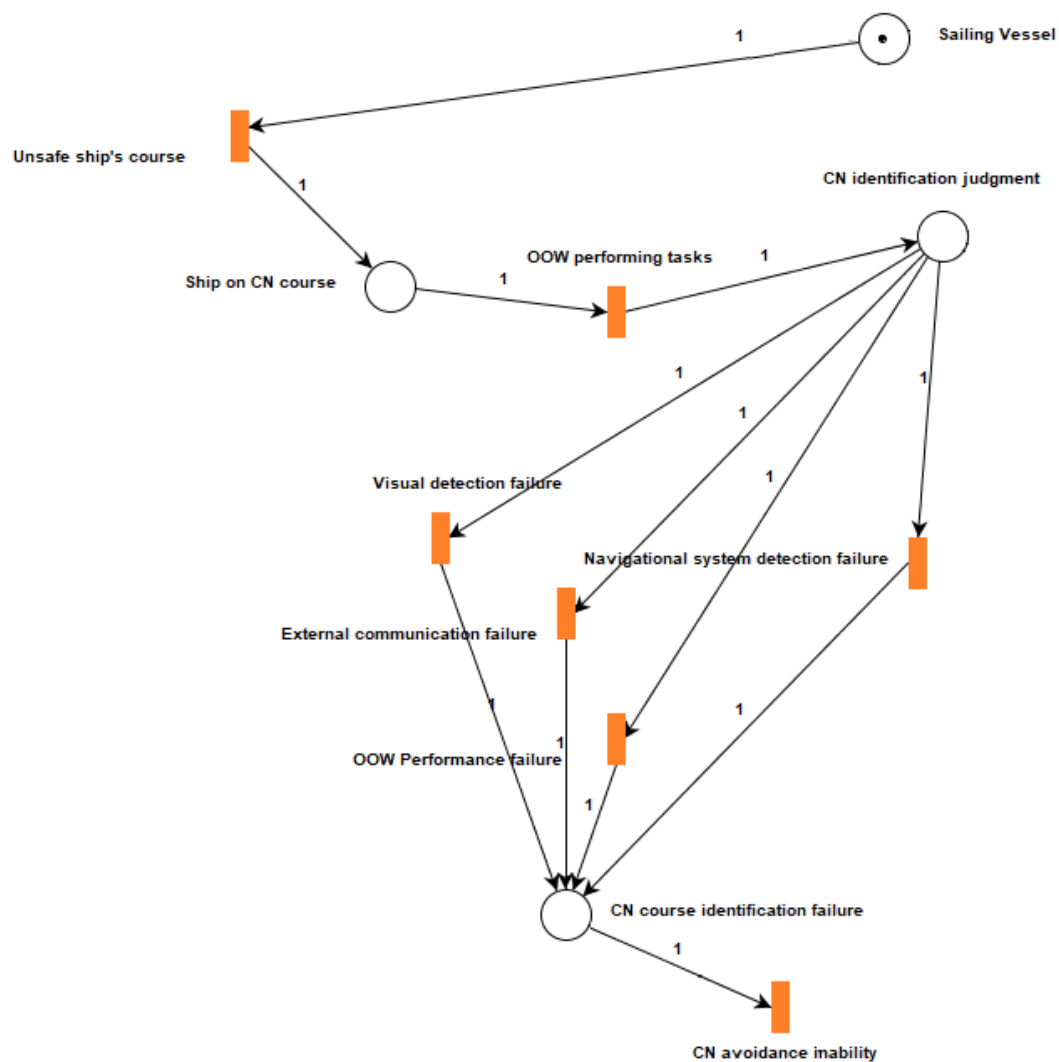 1
Sailing Vessel
Unsafe ship's course
CN identification judgment
1
Ship on CN course
1
OOW performing tasks
1
1
1
1
1
Visual detection failure
Navigational system detection failure
External communication failure
1
1
1
OOW Performance failure
1
CN course identification failure
1
CN avoidance inability